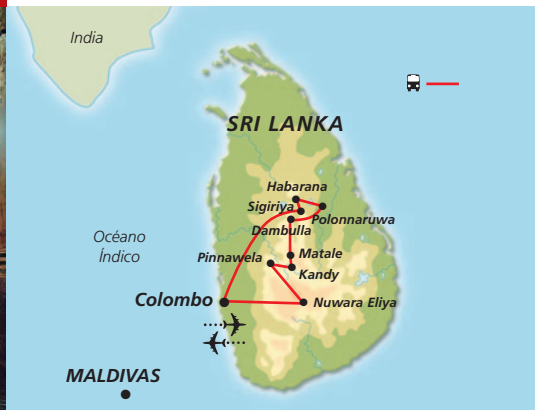 India
SRI LANKA
Habarana
Sigiriya
Polonnaruwa
Dambulla
Océano
Índico
Pinnawela
Matale
Kandy
Colombo
Nuwara Eliya
MALDIVAS